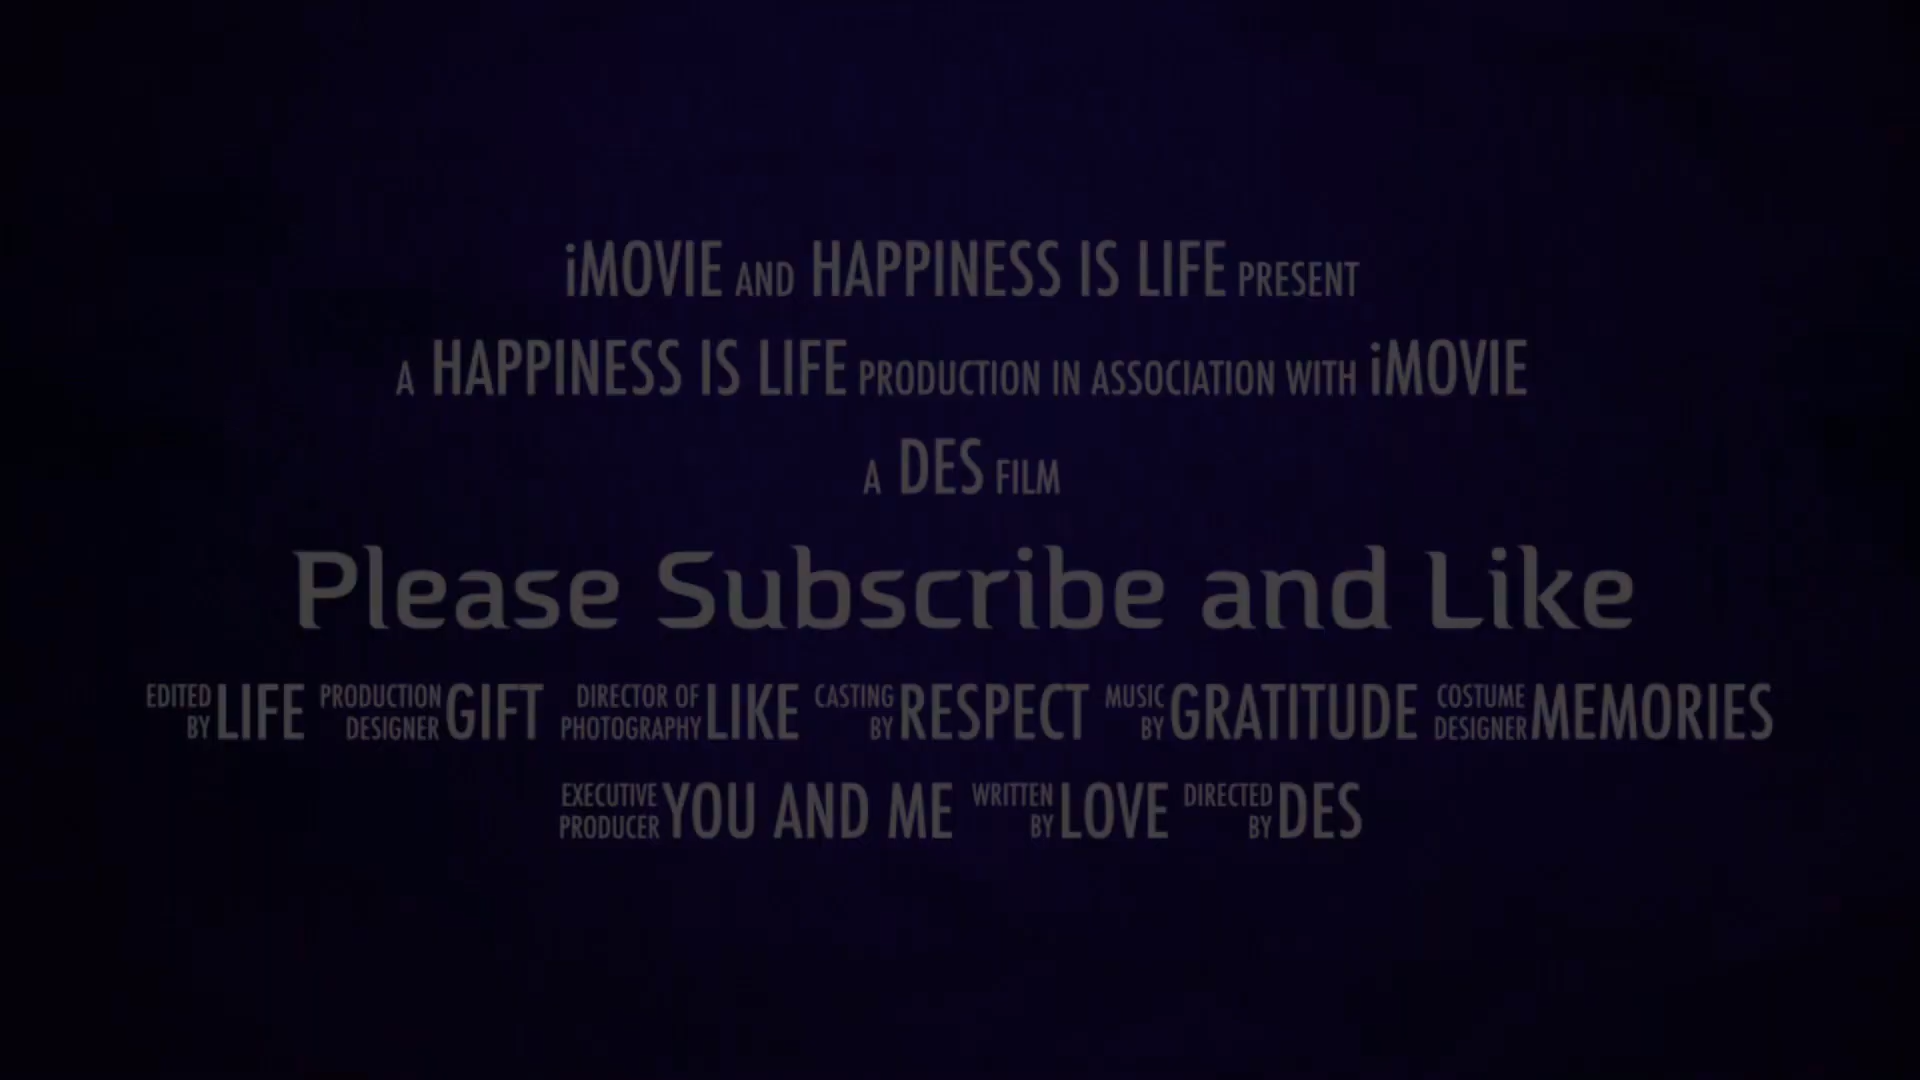 iMOVIE AND HAPPINESS IS LIFE PRESENT
A HAPPINESS IS LIFE PRODUCTION IN ASSOCIATION WITH iMOVIE
A DES FILM
Please Subscribe and Like
EDITED BY LIFE PRODUCTION DESIGNER GIFT DIRECTOR OF PHOTOGRAPHY LIKE CASTING BY RESPECT MUSIC BY GRATITUDE COSTUME DESIGNER MEMORIES
EXECUTIVE PRODUCER YOU AND ME WRITTEN BY LOVE DIRECTED BY DES